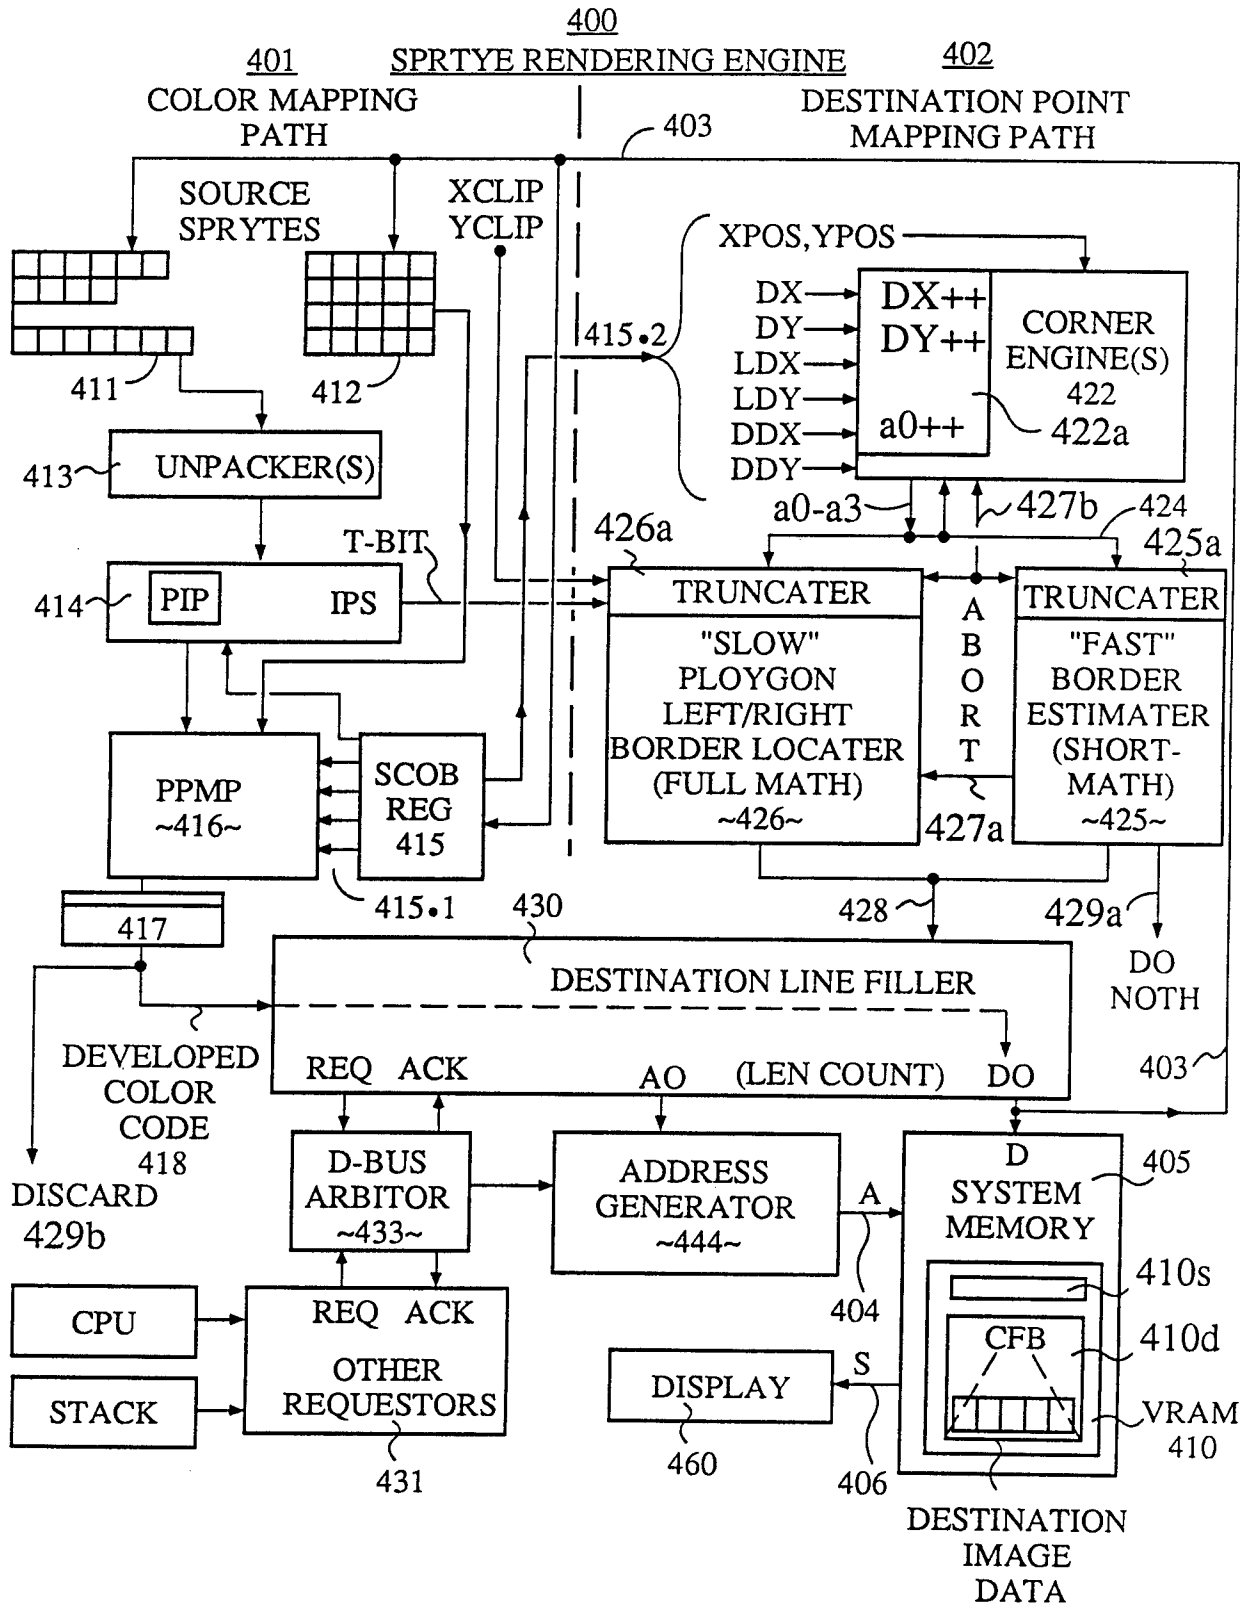 400
SPRTYE RENDERING ENGINE
401
COLOR MAPPING
PATH
402
DESTINATION POINT
MAPPING PATH
403
SOURCE
SPRYTES
XCLIP
YCLIP
411
412
415•2
XPOS,YPOS
DX
DY
LDX
LDY
DDX
DDY
DX++
DY++
a0++
CORNER
ENGINE(S)
422
422a
413
UNPACKER(S)
a0-a3
427b
424
T-BIT
426a
425a
414
PIP
IPS
TRUNCATER
TRUNCATER
"SLOW"
PLOYGON
LEFT/RIGHT
BORDER LOCATER
(FULL MATH)
~426~
A
B
O
R
T
427a
"FAST"
BORDER
ESTIMATER
(SHORT-
MATH)
~425~
PPMP
~416~
SCOB
REG
415
415•1
417
430
428
429a
DO
NOTH
DESTINATION LINE FILLER
REQ ACK
AO
(LEN COUNT)
DO
403
DEVELOPED
COLOR
CODE
418
DISCARD
429b
D-BUS
ARBITOR
~433~
ADDRESS
GENERATOR
~444~
A
404
D
SYSTEM
MEMORY
405
410s
CFB
410d
VRAM
410
CPU
STACK
REQ ACK
OTHER
REQUESTORS
431
DISPLAY
460
S
406
DESTINATION
IMAGE
DATA